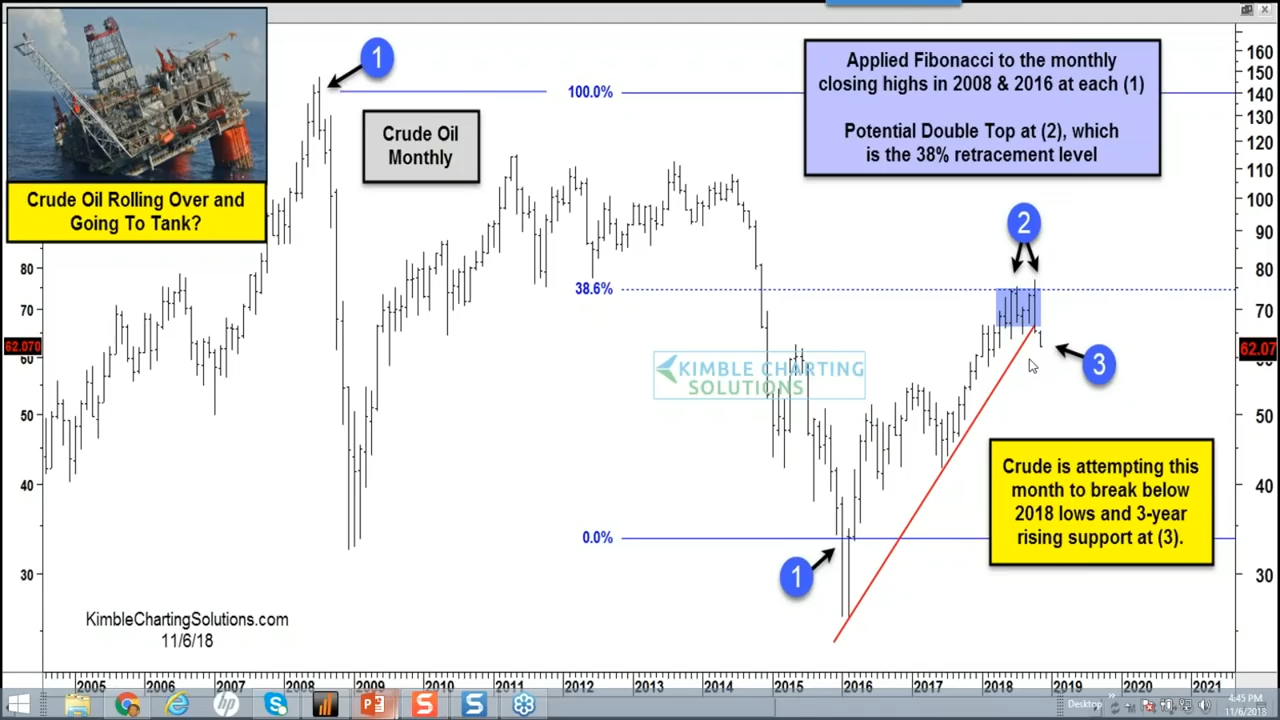 Crude Oil Rolling Over and
Going To Tank?
1
Crude Oil
Monthly
Applied Fibonacci to the monthly
closing highs in 2008 & 2016 at each (1)
Potential Double Top at (2), which
is the 38% retracement level
100.0%
2
38.6%
KIMBLE CHARTING
SOLUTIONS
3
Crude is attempting this
month to break below
2018 lows and 3-year
rising support at (3).
0.0%
1
KimbleChartingSolutions.com
11/6/18
80
70
62.070
60
50
40
30
160
150
140
130
120
110
100
90
80
70
62.07
50
40
30
2005 2006 2007 2008 2009 2010 2011 2012 2013 2014 2015 2016 2017 2018 2019 2020 2021
Desktop
4:45 PM
11/6/2018